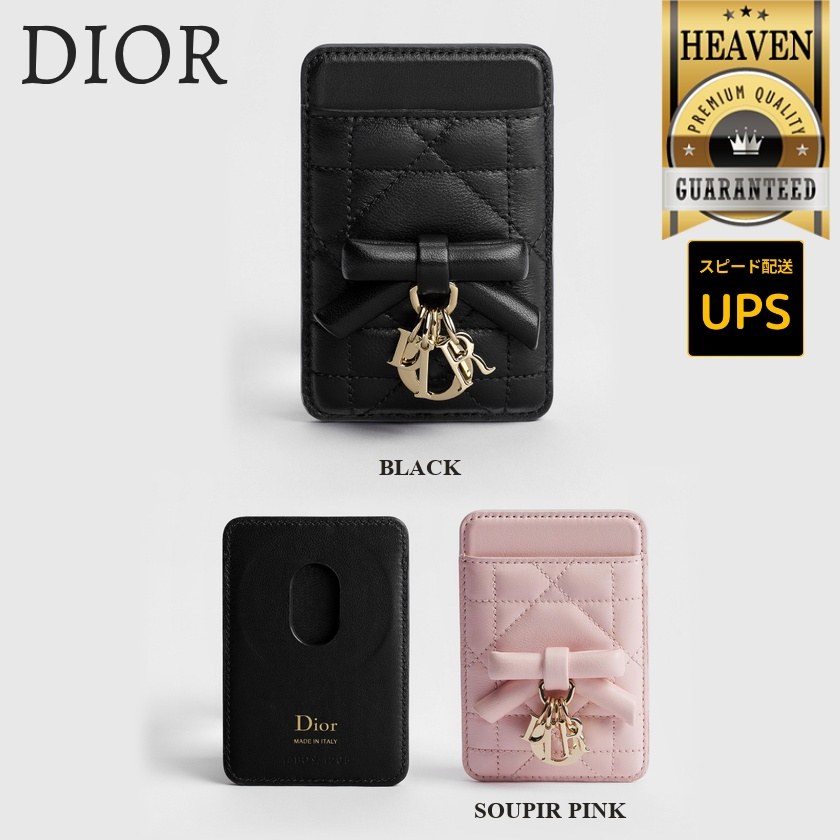 DIOR
HEAVEN
PREMIUM QUALITY
GUARANTEED
スピード配送
UPS
BLACK
Dior
MADE IN ITALY
SOUPIR PINK